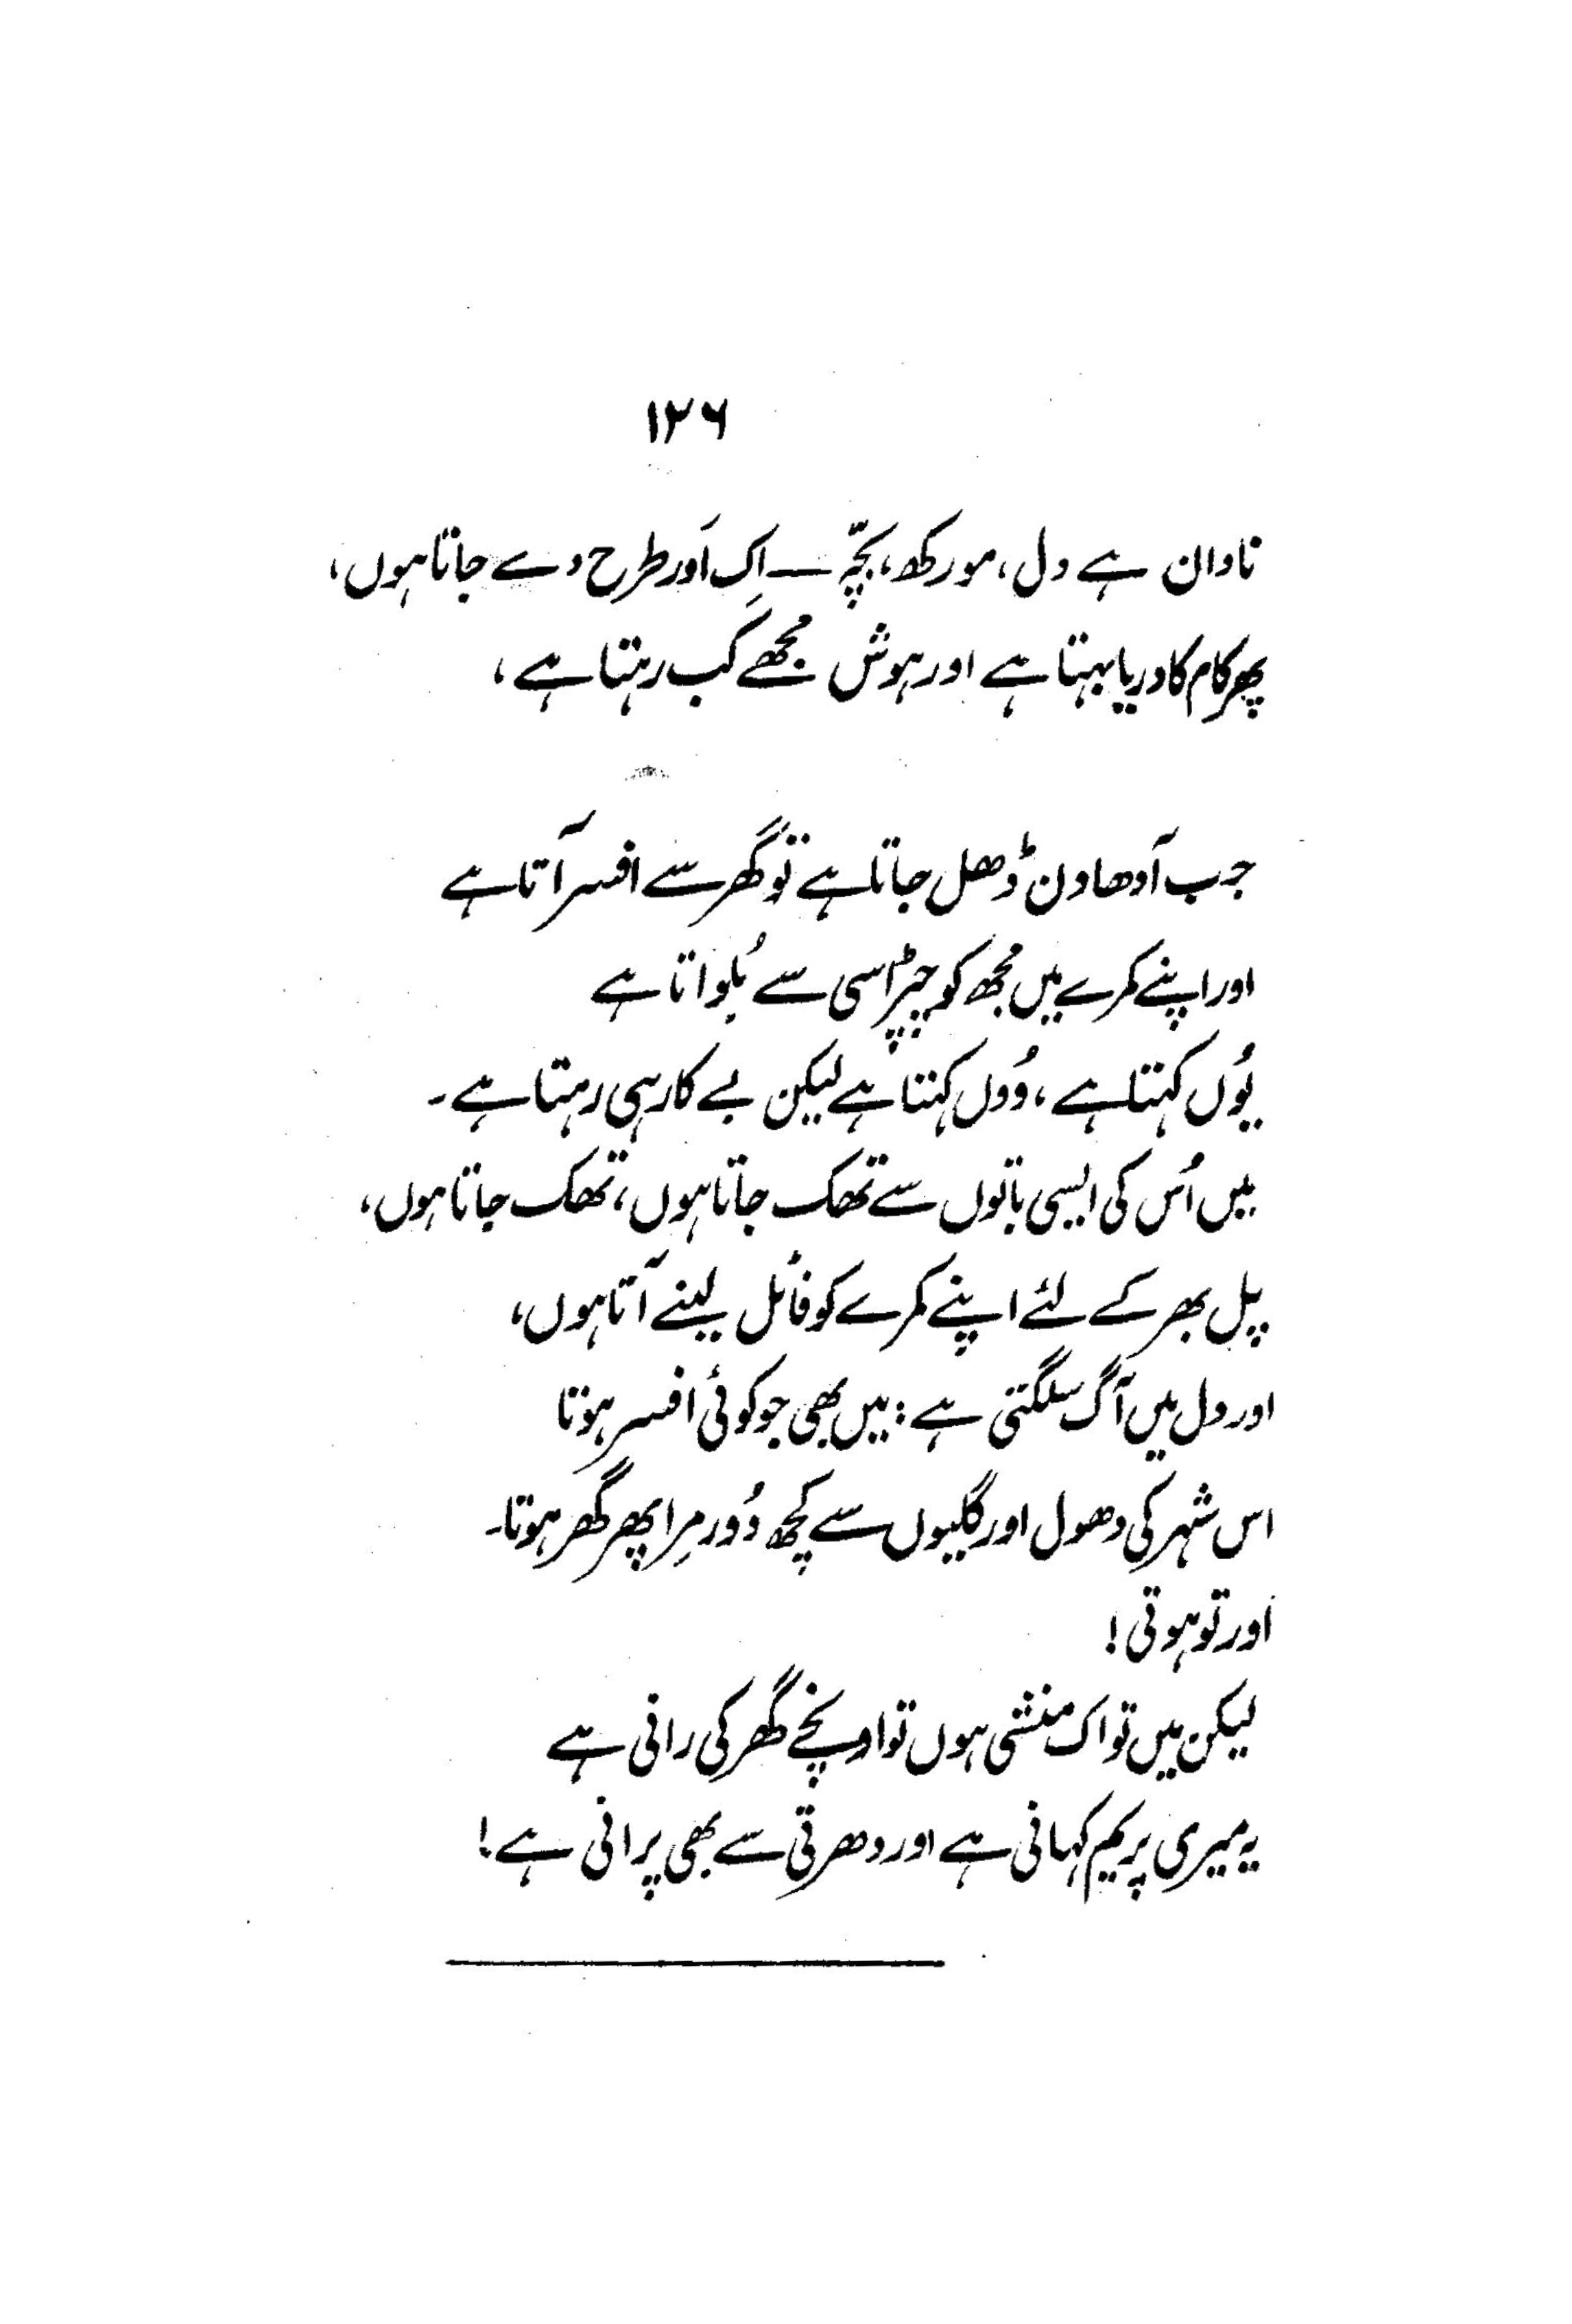 ۱۲۶
نادان ہے دل، مورکھ، بچّہ — اِک اَور طرح دے جاتا ہوں،
پھر کام کا دریا بہتا ہے اور ہوش مجھے کب رہتا ہے،
جب آدھا دن ڈھل جاتا ہے تو گھر سے افسر آتا ہے
اور اپنے کمرے میں مجھ کو چپڑاسی سے بُلواتا ہے
یُوں کہتا ہے، وُوں کہتا ہے لیکن بے کار ہی رہتا ہے۔
میں اُس کی ایسی باتوں سے تھک جاتا ہوں، تھک جاتا ہوں،
پل بھر کے لئے اپنے کمرے کو فائل لینے آتا ہوں،
اور دل میں آگ سلگتی ہے: میں بھی جو کوئی افسر ہوتا
اس شہر کی دھول اور گلیوں سے کچھ دُور مِرا پھر گھر ہوتا۔
اور تو ہوتی!
لیکن میں تو اک منشی ہوں تو اونچے گھر کی رانی ہے
یہ میری پریم کہانی ہے اور دھرتی سے بھی پرانی ہے!